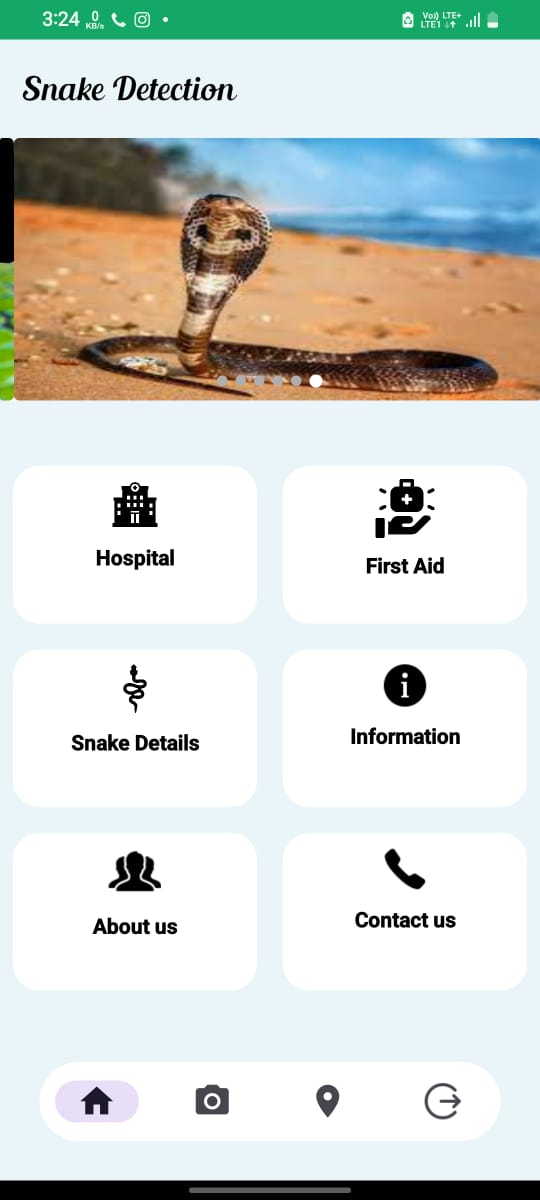 3:24 0 KB/s Vo) LTE+ LTE1 ↓↑
Snake Detection
Hospital
First Aid
Snake Details
Information
About us
Contact us